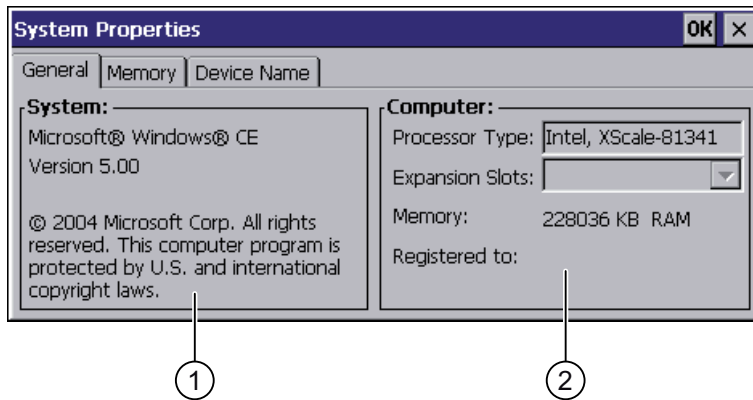 System Properties OK ×
General Memory Device Name
System:
Microsoft® Windows® CE
Version 5.00
© 2004 Microsoft Corp. All rights
reserved. This computer program is
protected by U.S. and international
copyright laws.
Computer:
Processor Type: Intel, XScale-81341
Expansion Slots:
Memory: 228036 KB RAM
Registered to:
1 2